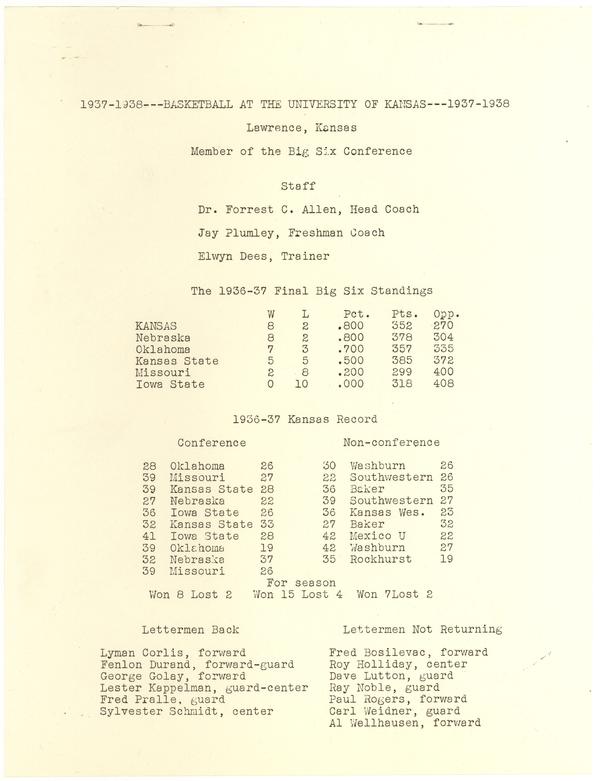 1937-1938---BASKETBALL AT THE UNIVERSITY OF KANSAS---1937-1938
Lawrence, Kansas
Member of the Big Six Conference
Staff
Dr. Forrest C. Allen, Head Coach
Jay Plumley, Freshman Coach
Elwyn Dees, Trainer
The 1936-37 Final Big Six Standings
W L Pct. Pts. Opp.
KANSAS 8 2 .800 352 270
Nebraska 8 2 .800 378 304
Oklahoma 7 3 .700 357 335
Kansas State 5 5 .500 385 372
Missouri 2 8 .200 299 400
Iowa State 0 10 .000 318 408
1936-37 Kansas Record
Conference Non-conference
28 Oklahoma 26 30 Washburn 26
39 Missouri 27 22 Southwestern 26
39 Kansas State 28 36 Baker 35
27 Nebraska 22 39 Southwestern 27
36 Iowa State 26 36 Kansas Wes. 23
32 Kansas State 33 27 Baker 32
41 Iowa State 28 42 Mexico U 22
39 Oklahoma 19 42 Washburn 27
32 Nebraska 37 35 Rockhurst 19
39 Missouri 26
For season
Won 8 Lost 2 Won 15 Lost 4 Won 7Lost 2
Lettermen Back Lettermen Not Returning
Lyman Corlis, forward Fred Bosilevac, forward
Fenlon Durand, forward-guard Roy Holliday, center
George Golay, forward Dave Lutton, guard
Lester Kappelman, guard-center Ray Noble, guard
Fred Pralle, guard Paul Rogers, forward
Sylvester Schmidt, center Carl Weidner, guard
Al Wellhausen, forward